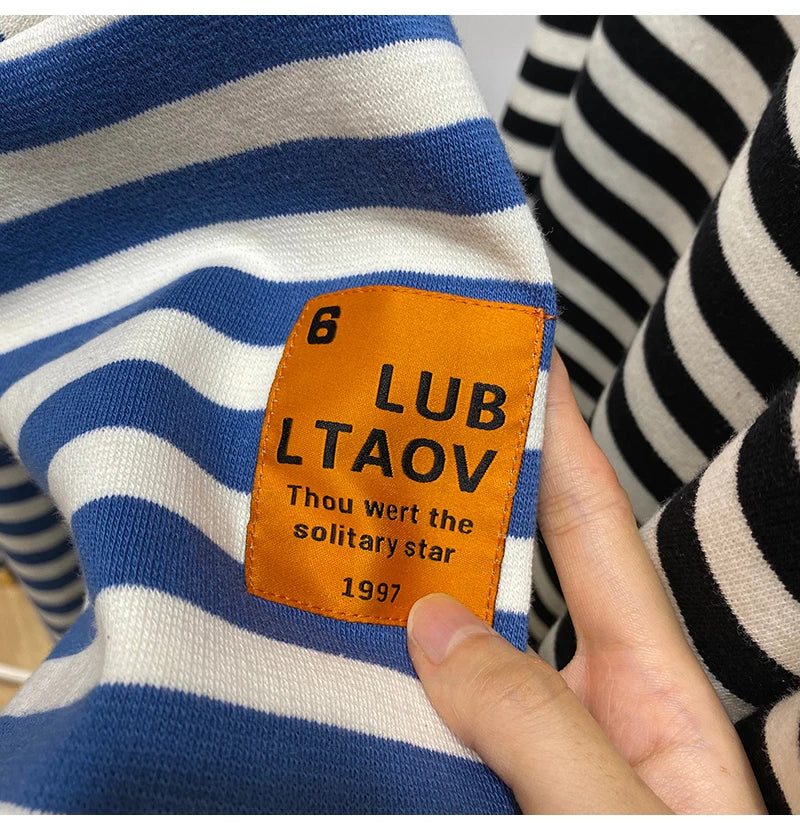 6
LUB
LTAOV
Thou wert the
solitary star
1997